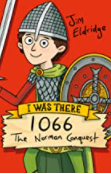 Jim
Eldridge
I WAS THERE
1066
The Norman Conquest